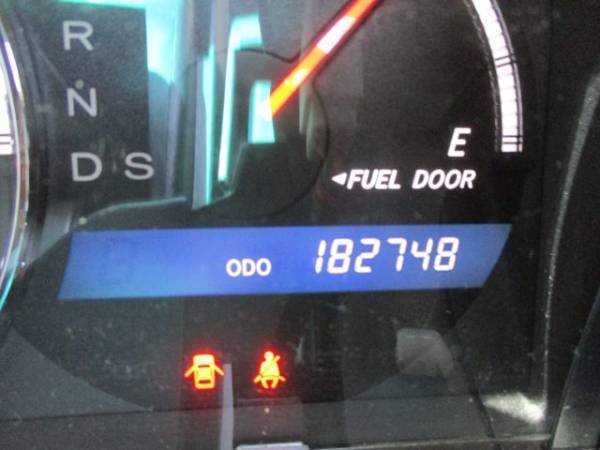 R
N
D S
E
◄FUEL DOOR
ODO 182748